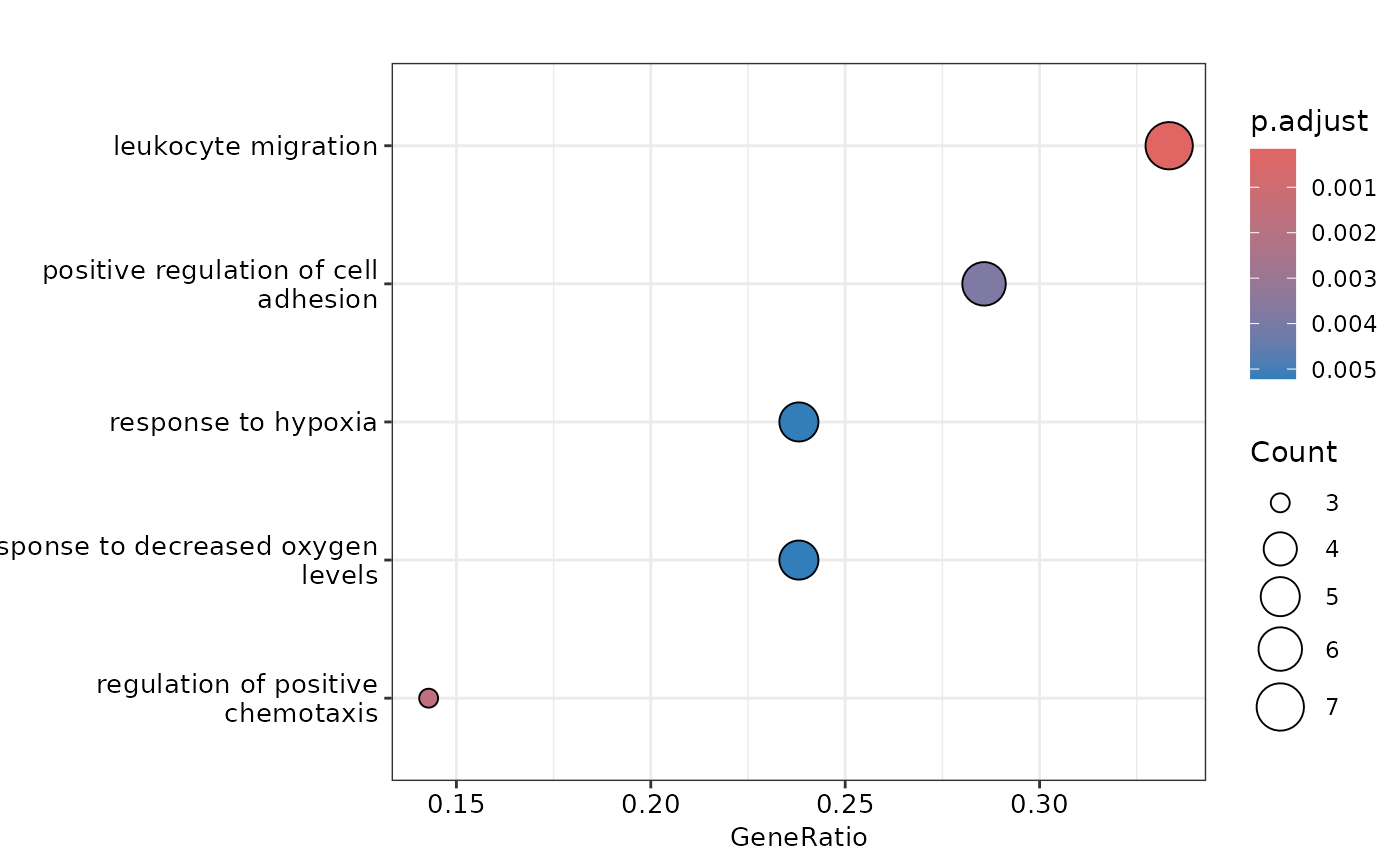 leukocyte migration
positive regulation of cell
adhesion
response to hypoxia
sponse to decreased oxygen
levels
regulation of positive
chemotaxis
0.15
0.20
0.25
0.30
GeneRatio
p.adjust
0.001
0.002
0.003
0.004
0.005
Count
3
4
5
6
7